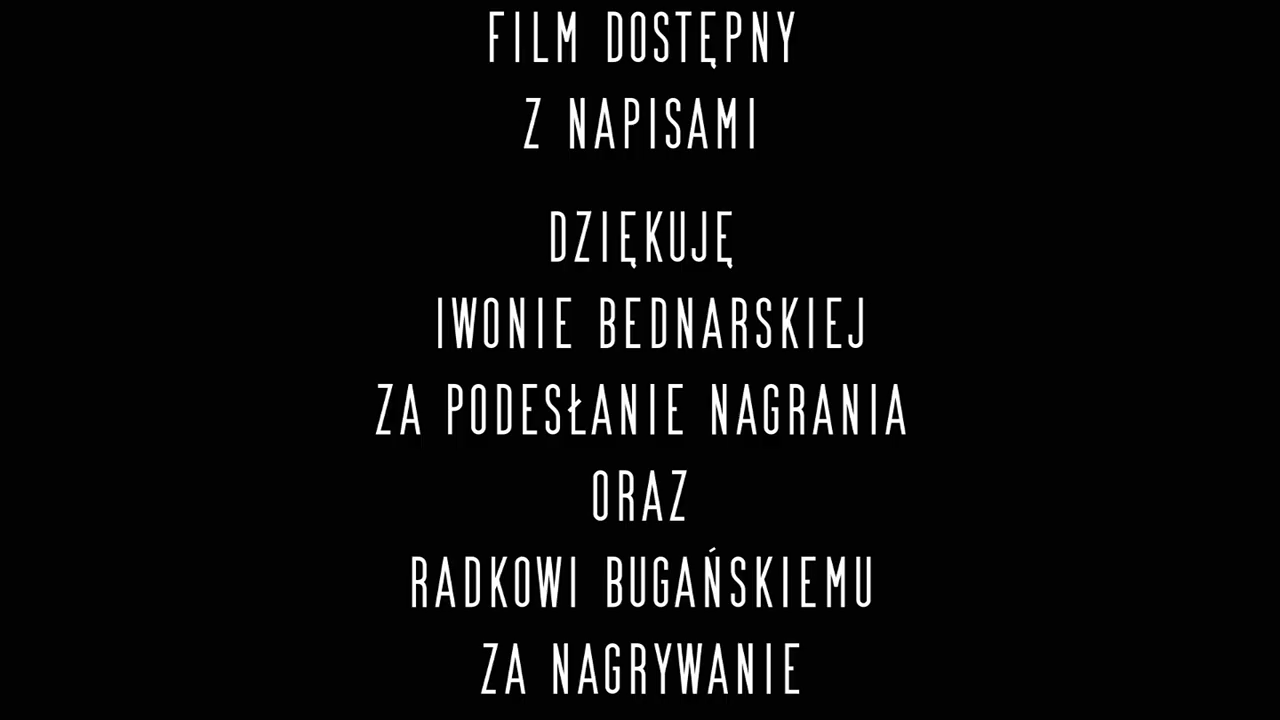 FILM DOSTĘPNY
Z NAPISAMI
DZIĘKUJĘ
IWONIE BEDNARSKIEJ
ZA PODESŁANIE NAGRANIA
ORAZ
RADKOWI BUGAŃSKIEMU
ZA NAGRYWANIE